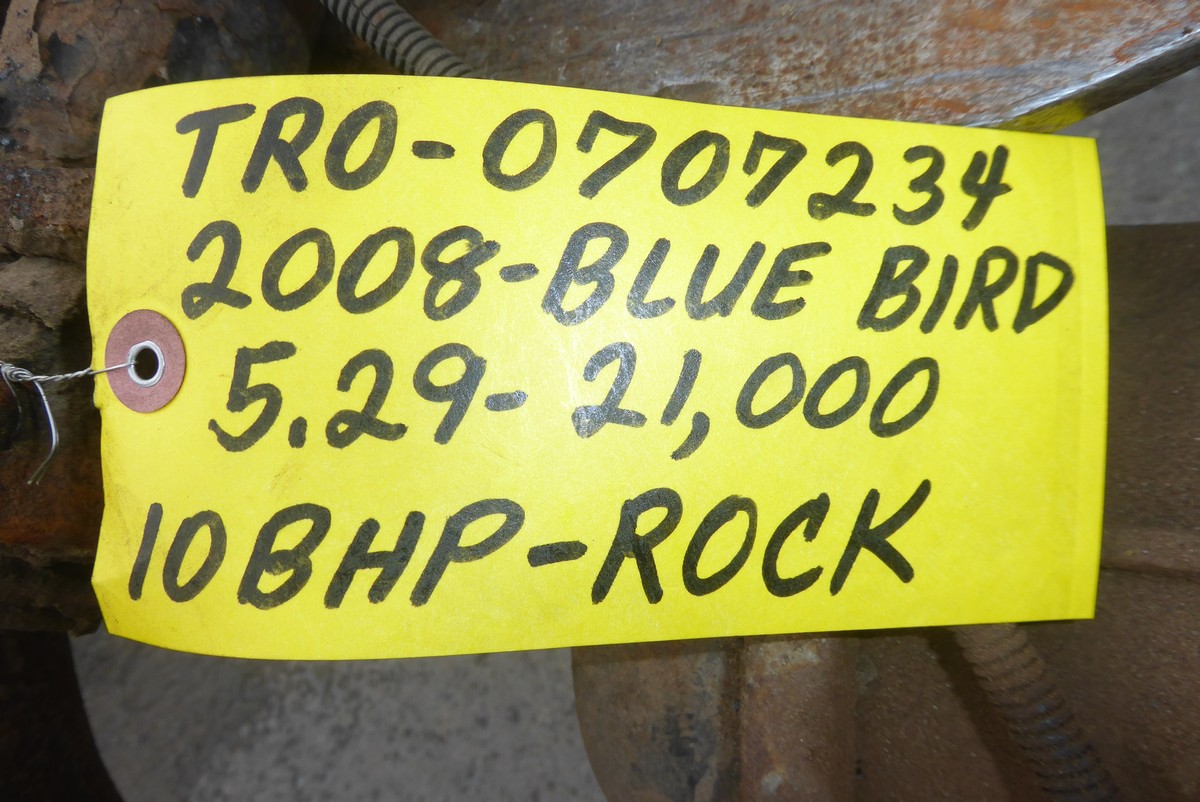 TRO-0707234
2008-BLUE BIRD
5.29-21,000
10BHP-ROCK